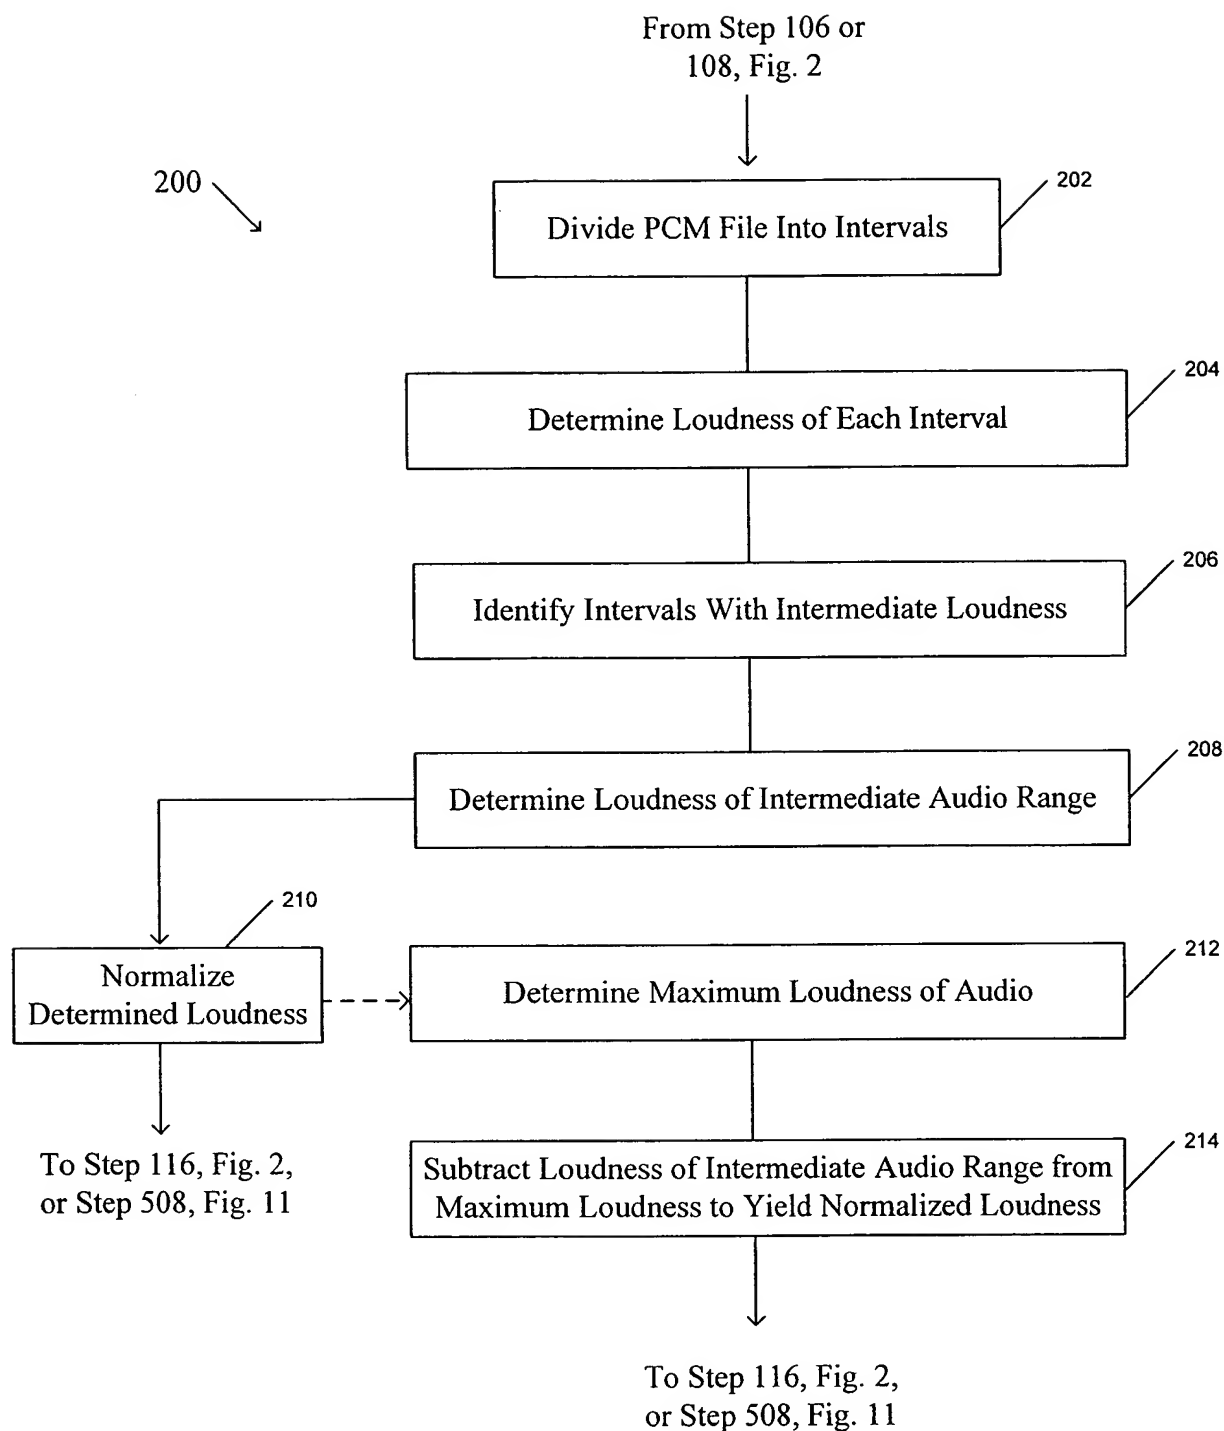 From Step 106 or
108, Fig. 2
200
202
Divide PCM File Into Intervals
204
Determine Loudness of Each Interval
206
Identify Intervals With Intermediate Loudness
208
Determine Loudness of Intermediate Audio Range
210
Normalize
Determined Loudness
212
Determine Maximum Loudness of Audio
214
Subtract Loudness of Intermediate Audio Range from
Maximum Loudness to Yield Normalized Loudness
To Step 116, Fig. 2,
or Step 508, Fig. 11
To Step 116, Fig. 2,
or Step 508, Fig. 11